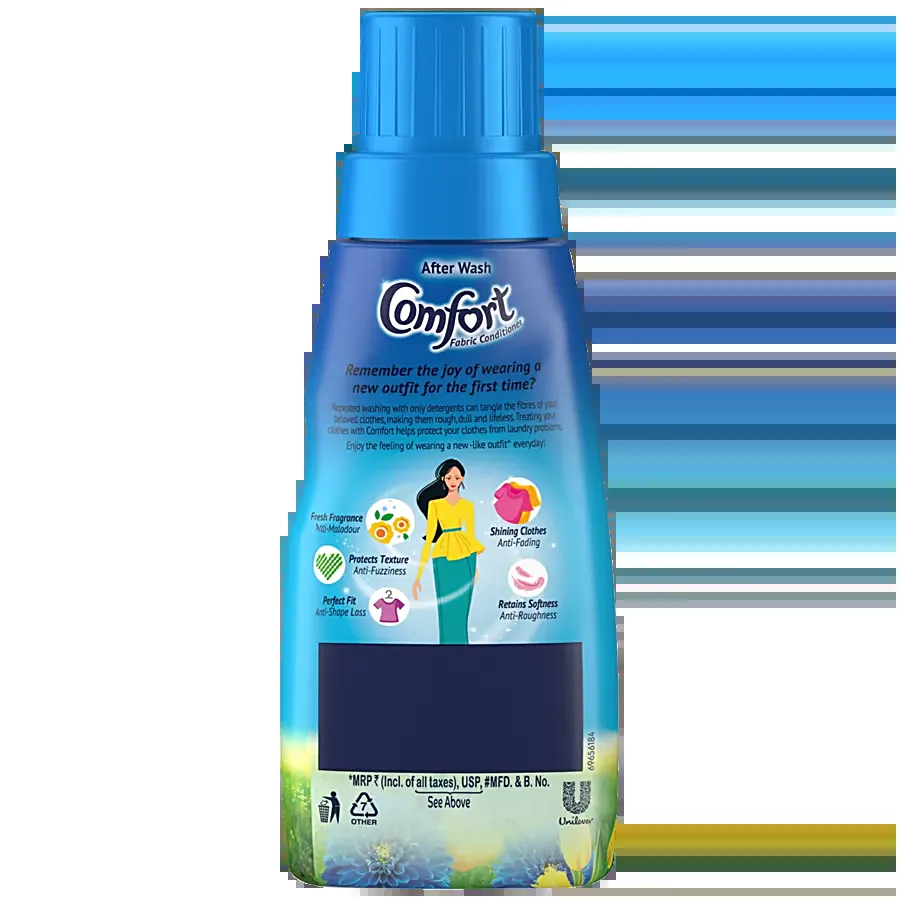 After Wash
Comfort
Fabric Conditioner
Remember the joy of wearing a
new outfit for the first time?
Repeated washing with only detergents can tangle the fibres of your
beloved clothes, making them rough, dull and lifeless. Treating your
clothes with Comfort helps protect your clothes from laundry problems.
Enjoy the feeling of wearing a new -like outfit^ everyday!
Fresh Fragrance
Anti-Malodour
Shining Clothes
Anti-Fading
Protects Texture
Anti-Fuzziness
Perfect Fit
Anti-Shape Loss
Retains Softness
Anti-Roughness
69656184
*MRP ₹ (Incl. of all taxes), USP, #MFD. & B. No.
See Above
7
OTHER
Unilever